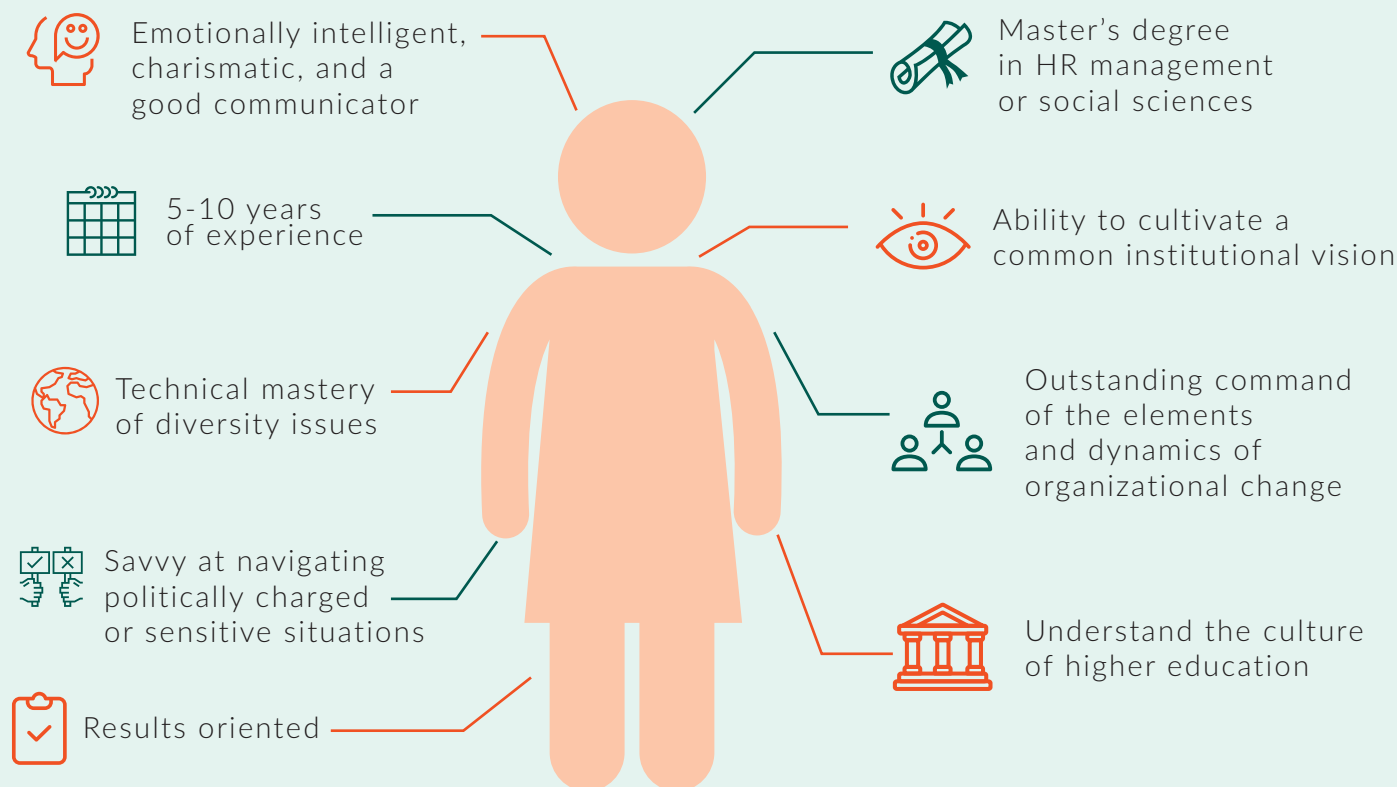 Emotionally intelligent,
charismatic, and a
good communicator
5-10 years
of experience
Technical mastery
of diversity issues
Savvy at navigating
politically charged
or sensitive situations
Results oriented
Master’s degree
in HR management
or social sciences
Ability to cultivate a
common institutional vision
Outstanding command
of the elements
and dynamics of
organizational change
Understand the culture
of higher education